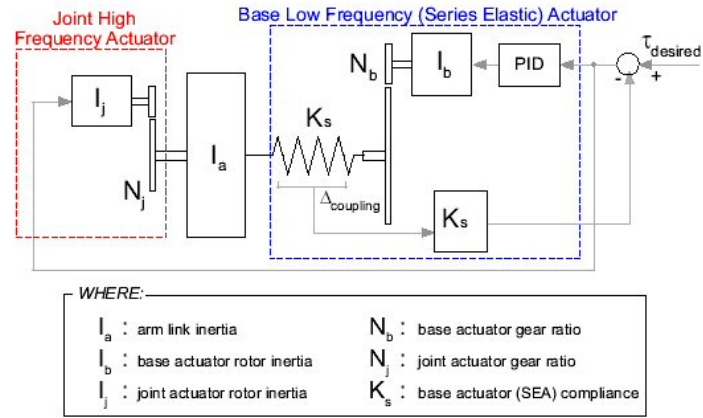 Joint High
Frequency Actuator
Base Low Frequency (Series Elastic) Actuator
τdesired
Nb
Ib
PID
-
+
Ij
Ks
Ia
Nj
Δcoupling
Ks
WHERE:
Ia : arm link inertia
Ib : base actuator rotor inertia
Ij : joint actuator rotor inertia
Nb : base actuator gear ratio
Nj : joint actuator gear ratio
Ks : base actuator (SEA) compliance